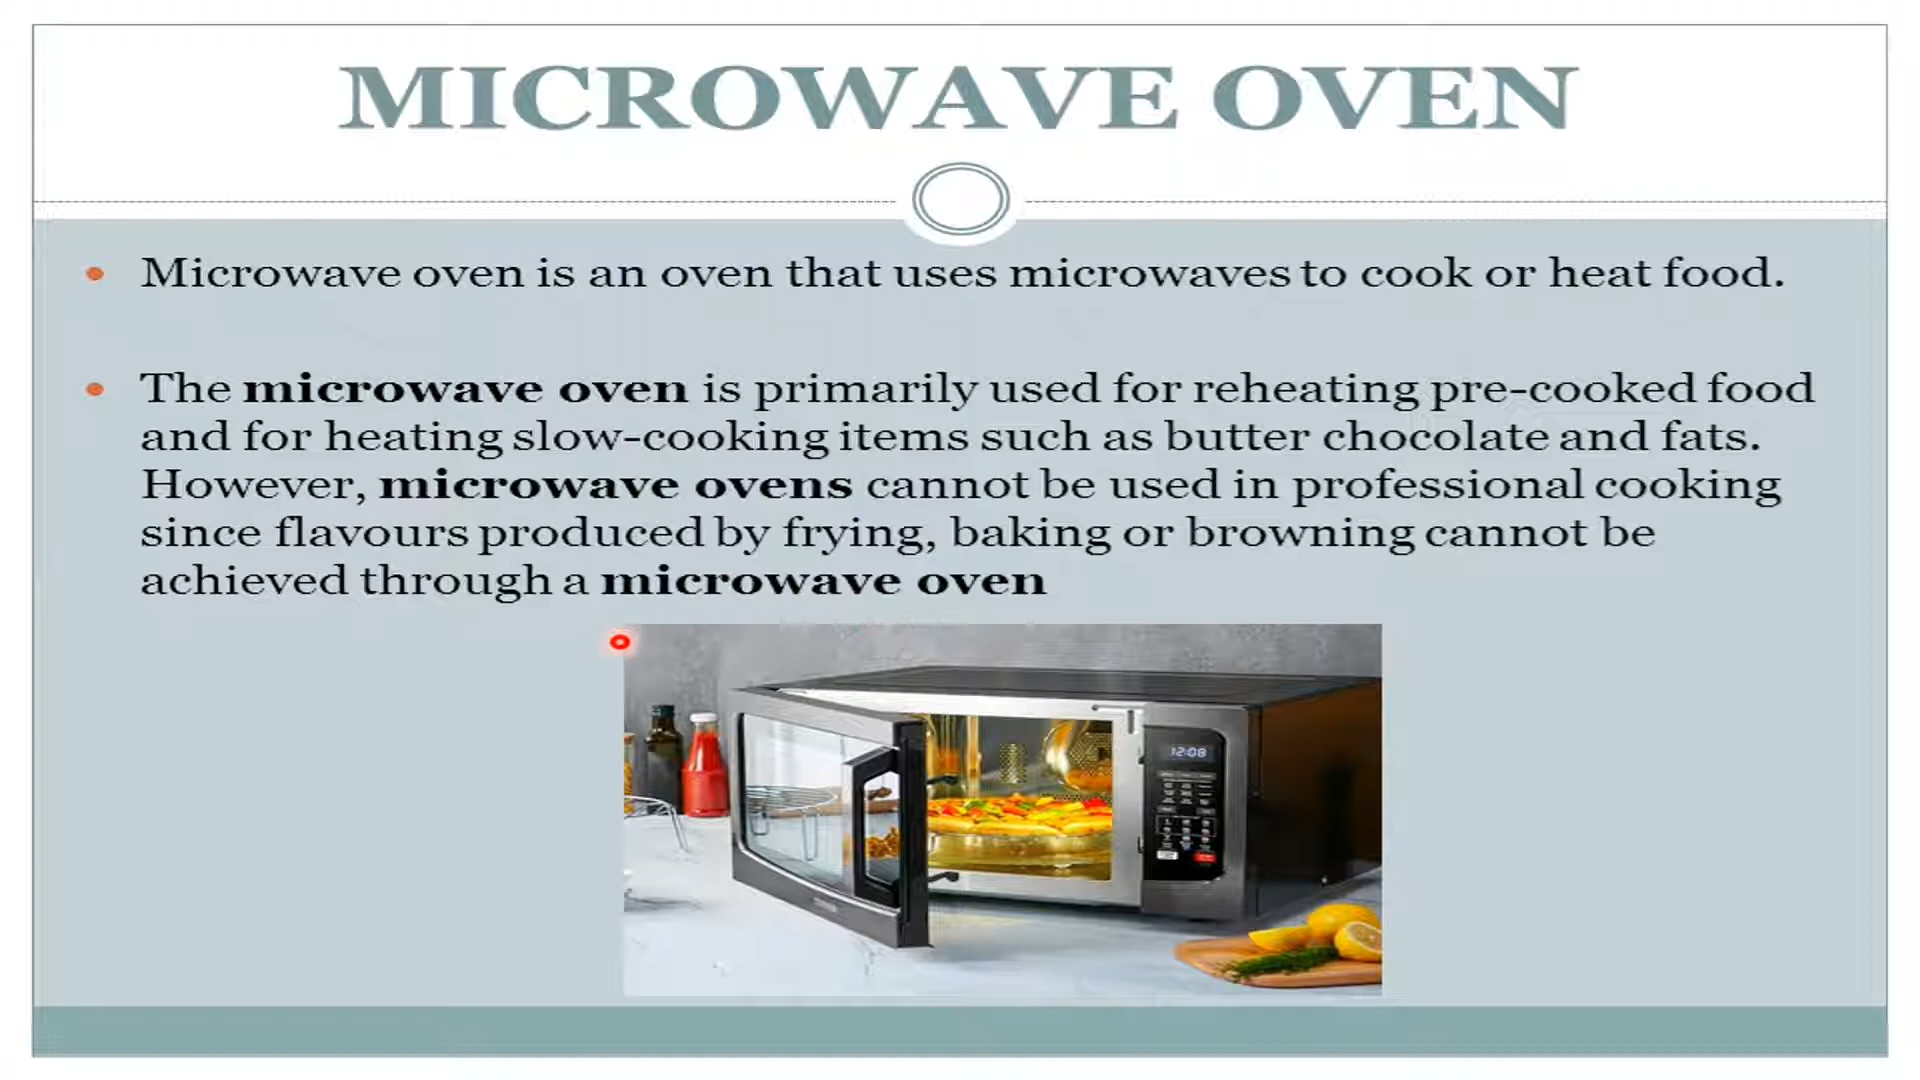 MICROWAVE OVEN
Microwave oven is an oven that uses microwaves to cook or heat food.
The microwave oven is primarily used for reheating pre-cooked food
and for heating slow-cooking items such as butter chocolate and fats.
However, microwave ovens cannot be used in professional cooking
since flavours produced by frying, baking or browning cannot be
achieved through a microwave oven
12:08